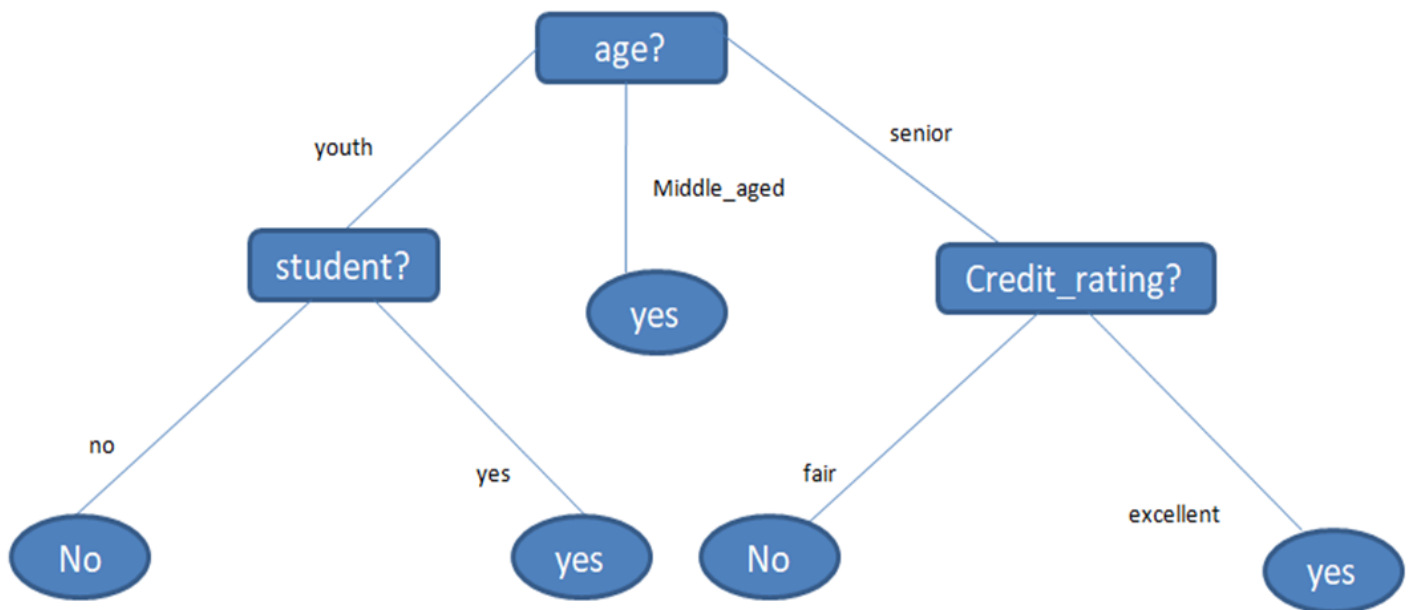 age?
youth
senior
Middle_aged
student?
Credit_rating?
yes
no
yes
fair
excellent
No
yes
No
yes